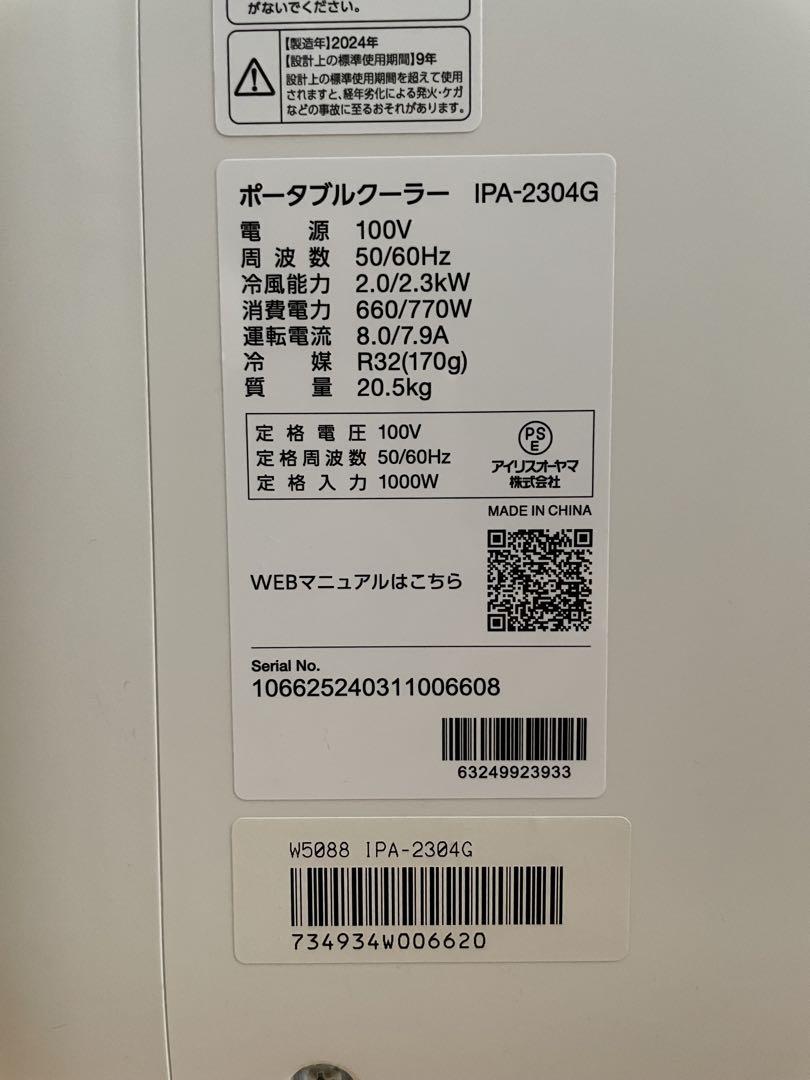 がないでください。
【製造年】2024年
【設計上の標準使用期間】9年
設計上の標準使用期間を超えて使用
されますと、経年劣化による発火・ケガ
などの事故に至るおそれがあります。
ポータブルクーラー IPA-2304G
電源 100V
周波数 50/60Hz
冷風能力 2.0/2.3kW
消費電力 660/770W
運転電流 8.0/7.9A
冷媒 R32(170g)
質量 20.5kg
定格電圧 100V
定格周波数 50/60Hz
定格入力 1000W
PS
E
アイリスオーヤマ
株式会社
MADE IN CHINA
WEBマニュアルはこちら
Serial No.
106625240311006608
63249923933
W5088 IPA-2304G
734934W006620